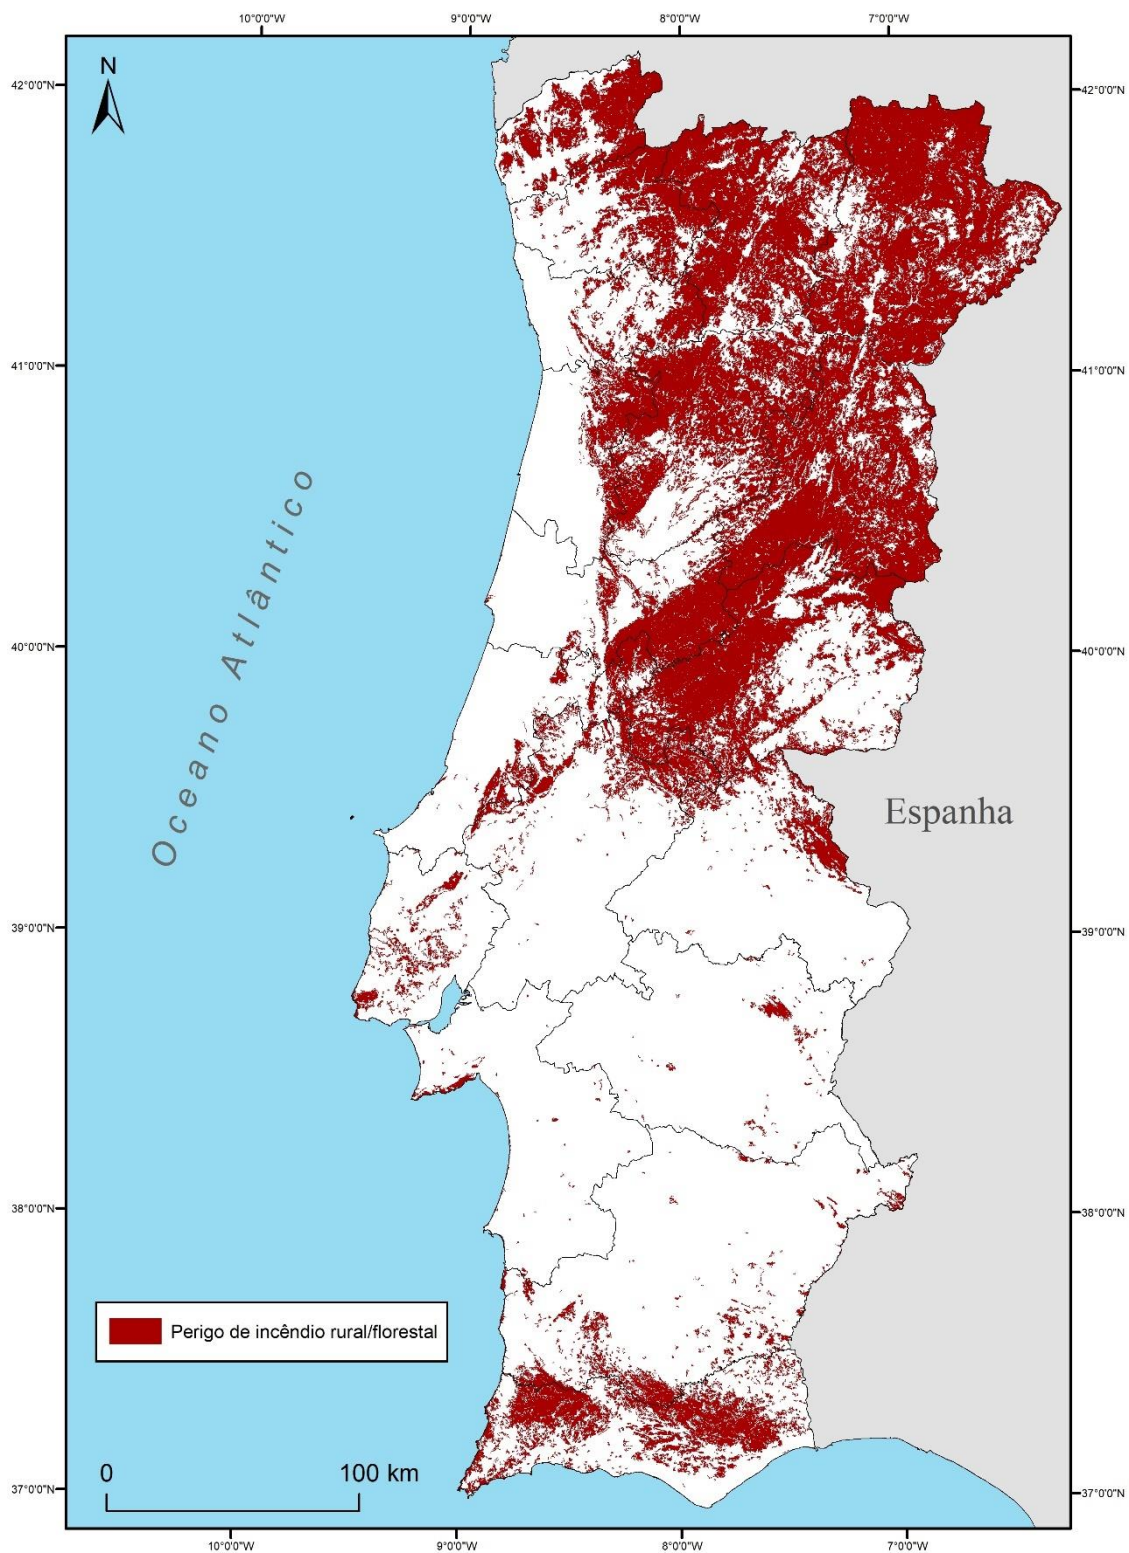 10°0'0"W 9°0'0"W 8°0'0"W 7°0'0"W
N
42°0'0"N 42°0'0"N
41°0'0"N 41°0'0"N
Oceano Atlântico
40°0'0"N 40°0'0"N
Espanha
39°0'0"N 39°0'0"N
38°0'0"N 38°0'0"N
Perigo de incêndio rural/florestal
0 100 km
37°0'0"N 37°0'0"N
10°0'0"W 9°0'0"W 8°0'0"W 7°0'0"W